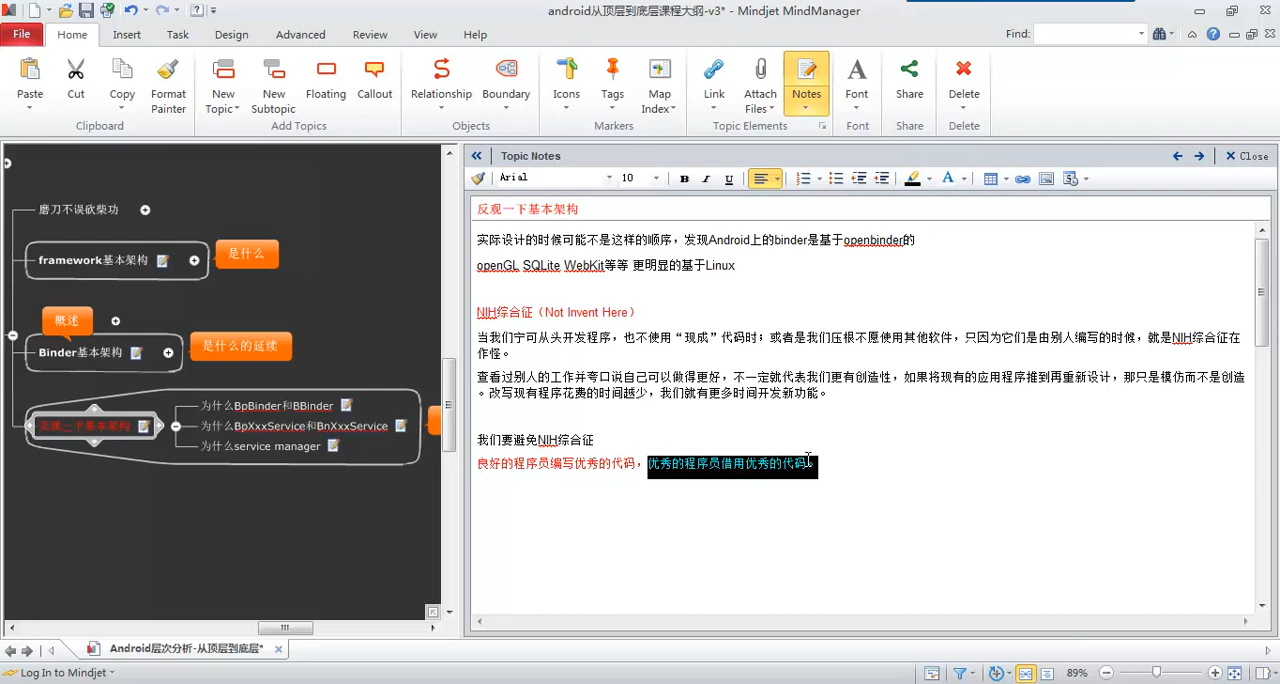 android从顶层到底层课程大纲-v3* - Mindjet MindManager
File Home Insert Task Design Advanced Review View Help Find:
Paste Cut Copy Format Painter New Topic New Subtopic Floating Callout Relationship Boundary Icons Tags Map Index Link Attach Files Notes Font Share Delete
Clipboard Add Topics Objects Markers Topic Elements Font Share Delete
Topic Notes Close
Arial 10 B I U
反观一下基本架构
实际设计的时候可能不是这样的顺序，发现Android上的binder是基于openbinder的
openGL SQLite WebKit等等 更明显的基于Linux
NIH综合征（Not Invent Here）
当我们宁可从头开发程序，也不使用“现成”代码时；或者是我们压根不愿使用其他软件，只因为它们是由别人编写的时候，就是NIH综合征在
作怪。
查看过别人的工作并夸口说自己可以做得更好，不一定就代表我们更有创造性，如果将现有的应用程序推到再重新设计，那只是模仿而不是创造
。改写现有程序花费的时间越少，我们就有更多时间开发新功能。
我们要避免NIH综合征
良好的程序员编写优秀的代码，优秀的程序员借用优秀的代码。
磨刀不误砍柴功
framework基本架构
是什么
概述
Binder基本架构
是什么的延续
反观一下基本架构
为什么BpBinder和BBinder
为什么BpXxxService和BnXxxService
为什么service manager
Android层次分析-从顶层到底层*
Log In to Mindjet
89%